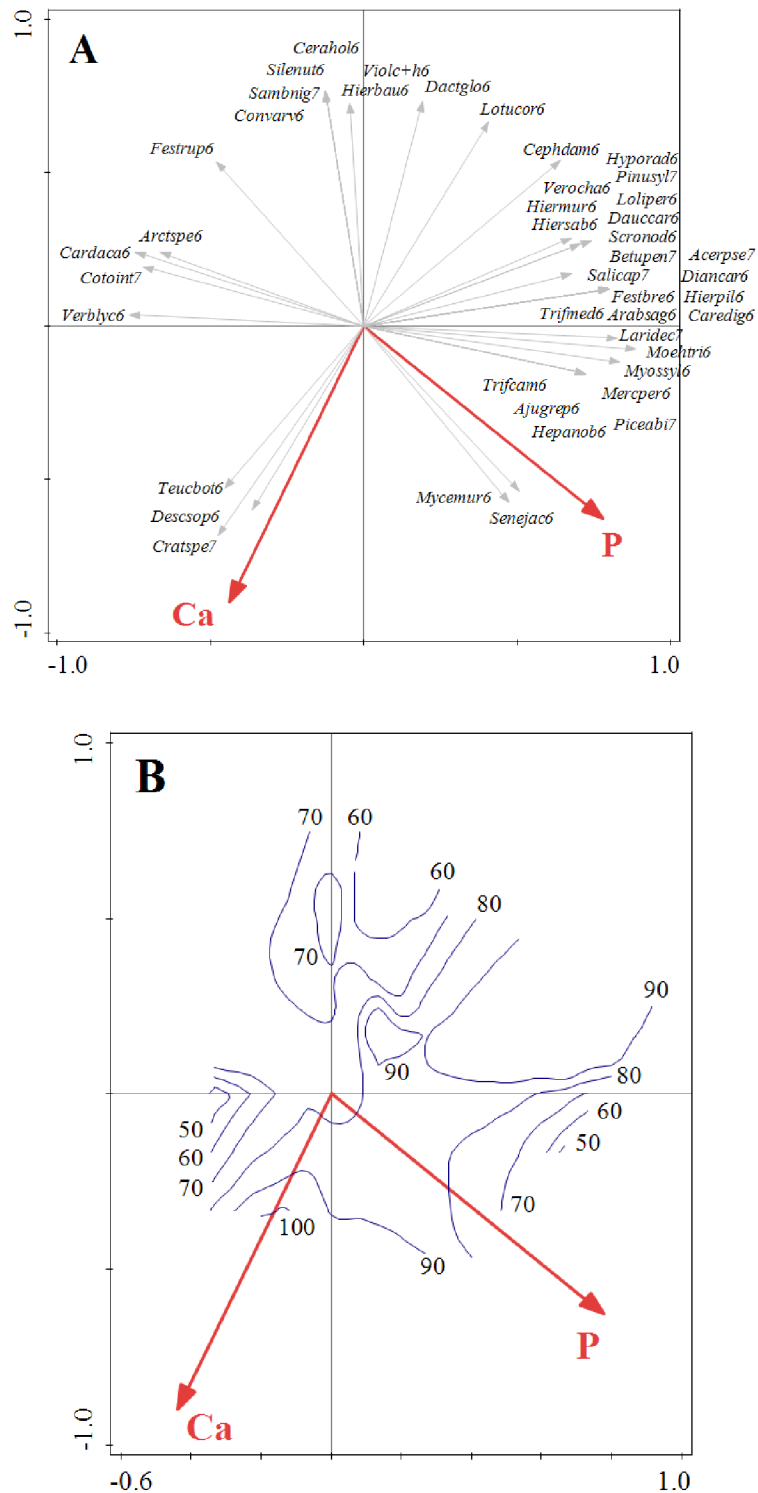 1.0
A
Cerahol6
Silenut6 Violc+h6
Sambnig7 Hierbau6 Dactglo6
Convarv6 Lotucor6
Festrup6 Cephdam6 Hyporad6
Pinusyl7
Verocha6 Loliper6
Hiermur6 Dauccar6
Hiersab6 Scronod6
Arctspe6 Betupen7 Acerpse7
Cardaca6 Salicap7 Diancar6
Cotoint7 Festbre6 Hierpil6
Verblyc6 Trifmed6 Arabsag6 Caredig6
Laridec7
Moehtri6
Myossyl6
Trifcam6 Mercper6
Ajugrep6
Hepanob6 Piceabi7
Teucbot6 Mycemur6
Descsop6 Senejac6
Cratspe7 P
Ca
-1.0
-1.0 1.0
1.0
B
70 60
60
80
70
90
90
80
50 60
60 50
70 70
100
90
P
Ca
-1.0
-0.6 1.0